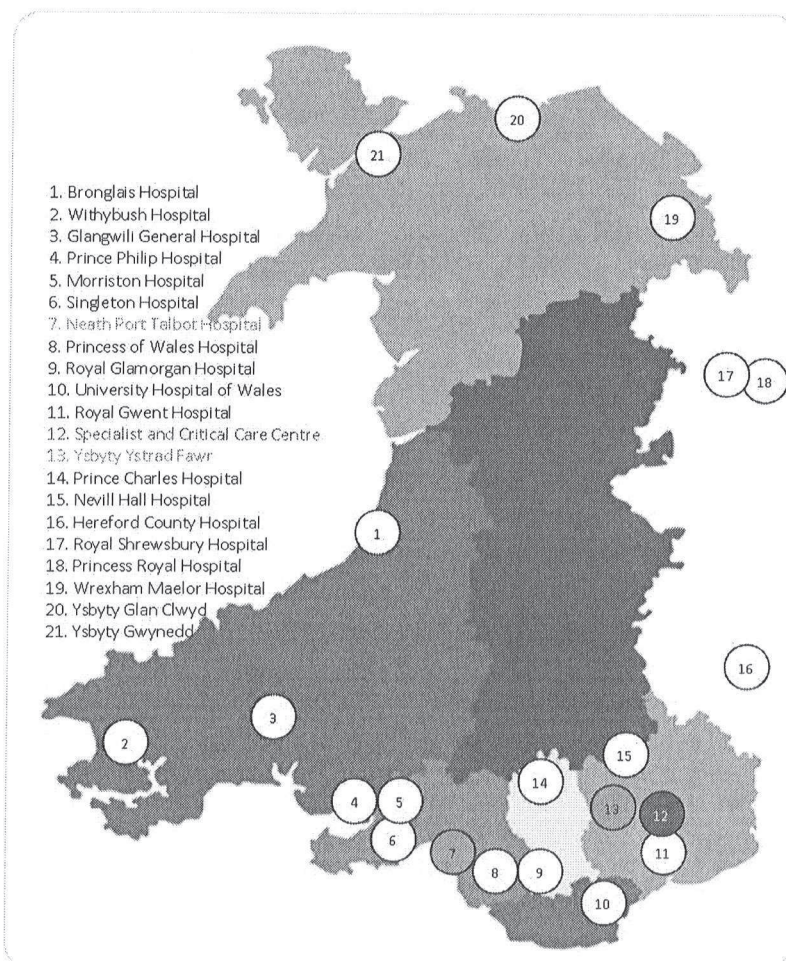 20
21
19
1. Bronglais Hospital
2. Withybush Hospital
3. Glangwili General Hospital
4. Prince Philip Hospital
5. Morriston Hospital
6. Singleton Hospital
7. Neath Port Talbot Hospital
8. Princess of Wales Hospital
9. Royal Glamorgan Hospital
10. University Hospital of Wales
11. Royal Gwent Hospital
12. Specialist and Critical Care Centre
13. Ysbyty Ystrad Fawr
14. Prince Charles Hospital
15. Nevill Hall Hospital
16. Hereford County Hospital
17. Royal Shrewsbury Hospital
18. Princess Royal Hospital
19. Wrexham Maelor Hospital
20. Ysbyty Glan Clwyd
21. Ysbyty Gwynedd
17
18
1
16
3
2
15
14
4
5
13
12
6
7
11
8
9
10